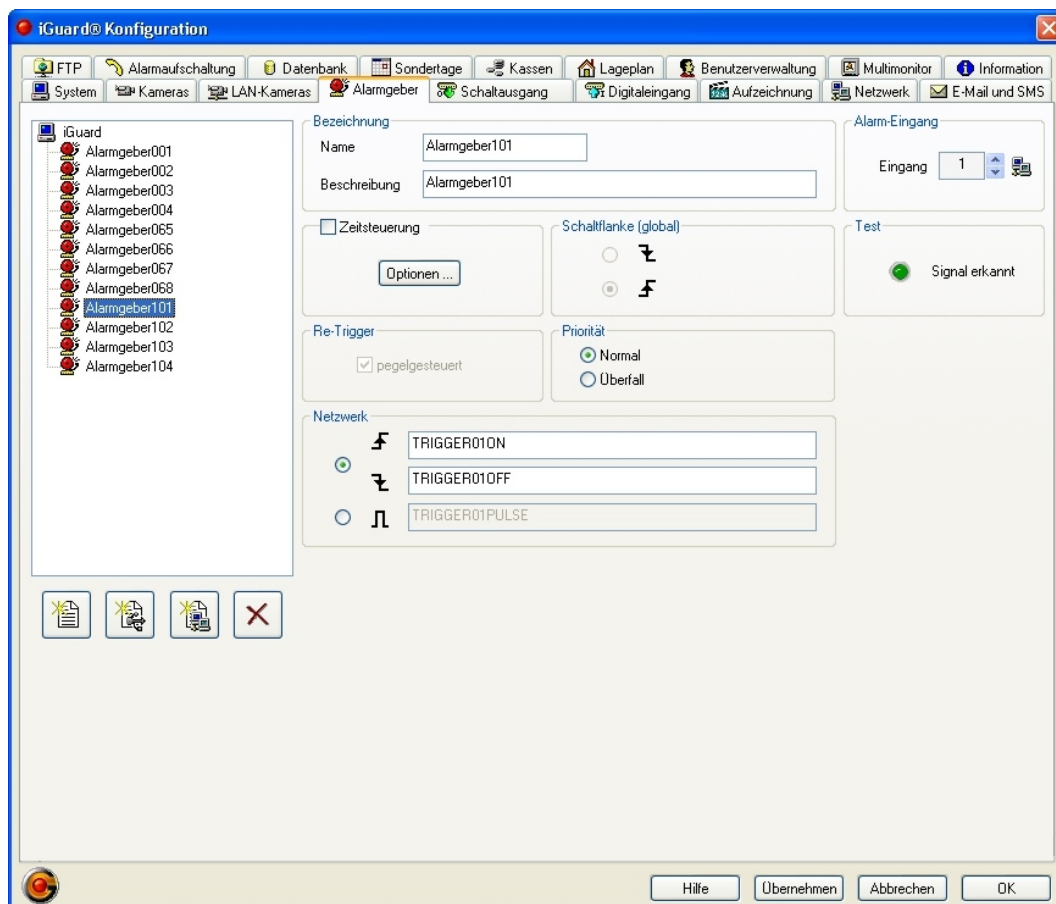 iGuard® Konfiguration
FTP
Alarmaufschaltung
Datenbank
Sondertage
Kassen
Lageplan
Benutzerverwaltung
Multimonitor
Information
System
Kameras
LAN-Kameras
Alarmgeber
Schaltausgang
Digitaleingang
Aufzeichnung
Netzwerk
E-Mail und SMS
iGuard
Alarmgeber001
Alarmgeber002
Alarmgeber003
Alarmgeber004
Alarmgeber065
Alarmgeber066
Alarmgeber067
Alarmgeber068
Alarmgeber101
Alarmgeber102
Alarmgeber103
Alarmgeber104
Bezeichnung
Name
Alarmgeber101
Beschreibung
Alarmgeber101
Alarm-Eingang
Eingang
1
Zeitsteuerung
Optionen ...
Schaltflanke (global)
Test
Signal erkannt
Re-Trigger
pegelgesteuert
Priorität
Normal
Überfall
Netzwerk
TRIGGER01ON
TRIGGER01OFF
TRIGGER01PULSE
Hilfe
Übernehmen
Abbrechen
OK